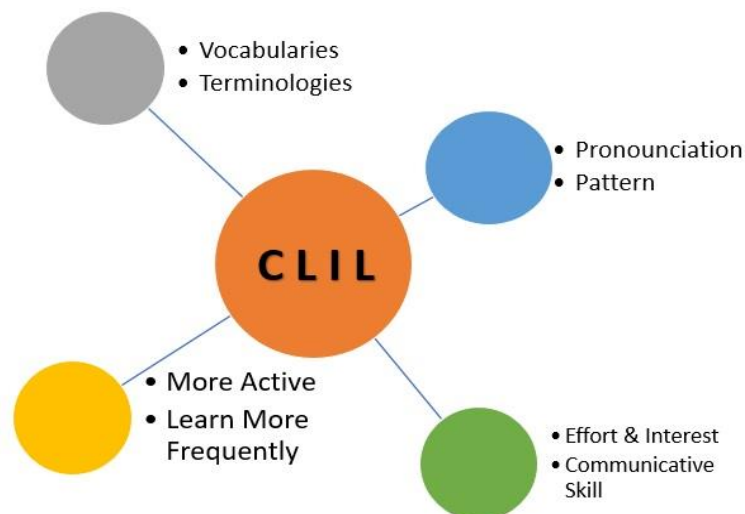 • Vocabularies
• Terminologies
• Pronounciation
• Pattern
C L I L
• More Active
• Learn More
Frequently
• Effort & Interest
• Communicative
Skill